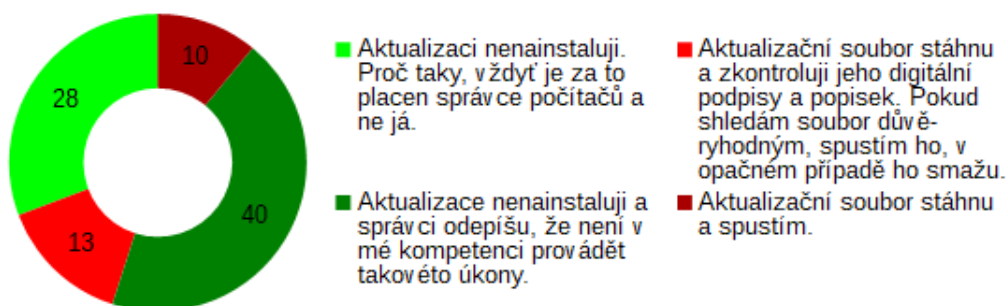 10
28
40
13
Aktualizaci nenainstaluji.
Proč taky, vždyť je za to
placen správce počítačů a
ne já.
Aktualizační soubor stáhnu
a zkontroluji jeho digitální
podpisy a popisek. Pokud
shledám soubor důvě-
ryhodným, spustím ho, v
opačném případě ho smažu.
Aktualizace nenainstaluji a
správci odepíšu, že není v
mé kompetenci provádět
takovéto úkony.
Aktualizační soubor stáhnu
a spustím.